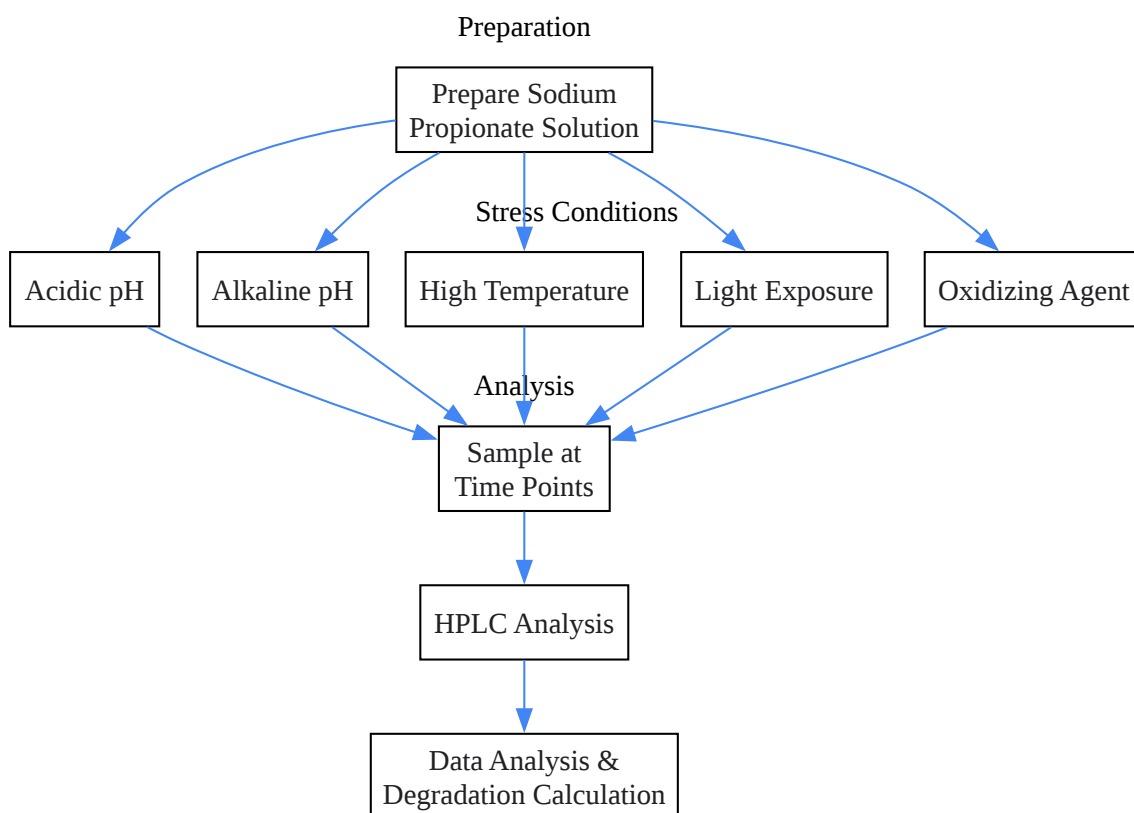 Preparation
Prepare Sodium
Propionate Solution
Stress Conditions
Acidic pH
Alkaline pH
High Temperature
Light Exposure
Oxidizing Agent
Analysis
Sample at
Time Points
HPLC Analysis
Data Analysis &
Degradation Calculation